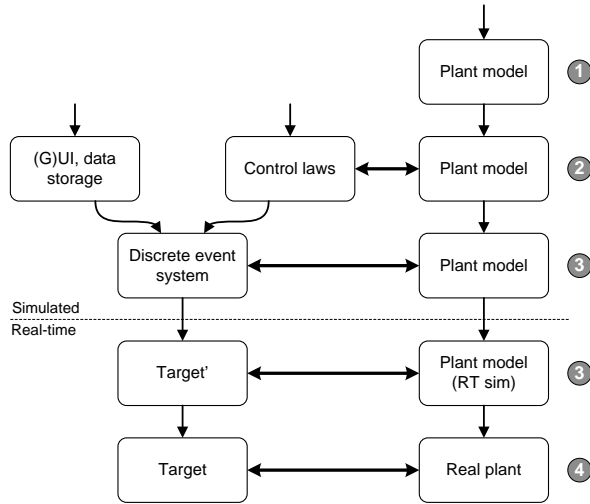 Plant model
1
(G)UI, data
storage
Control laws
Plant model
2
Discrete event
system
Plant model
3
Simulated
Real-time
Target'
Plant model
(RT sim)
3
Target
Real plant
4